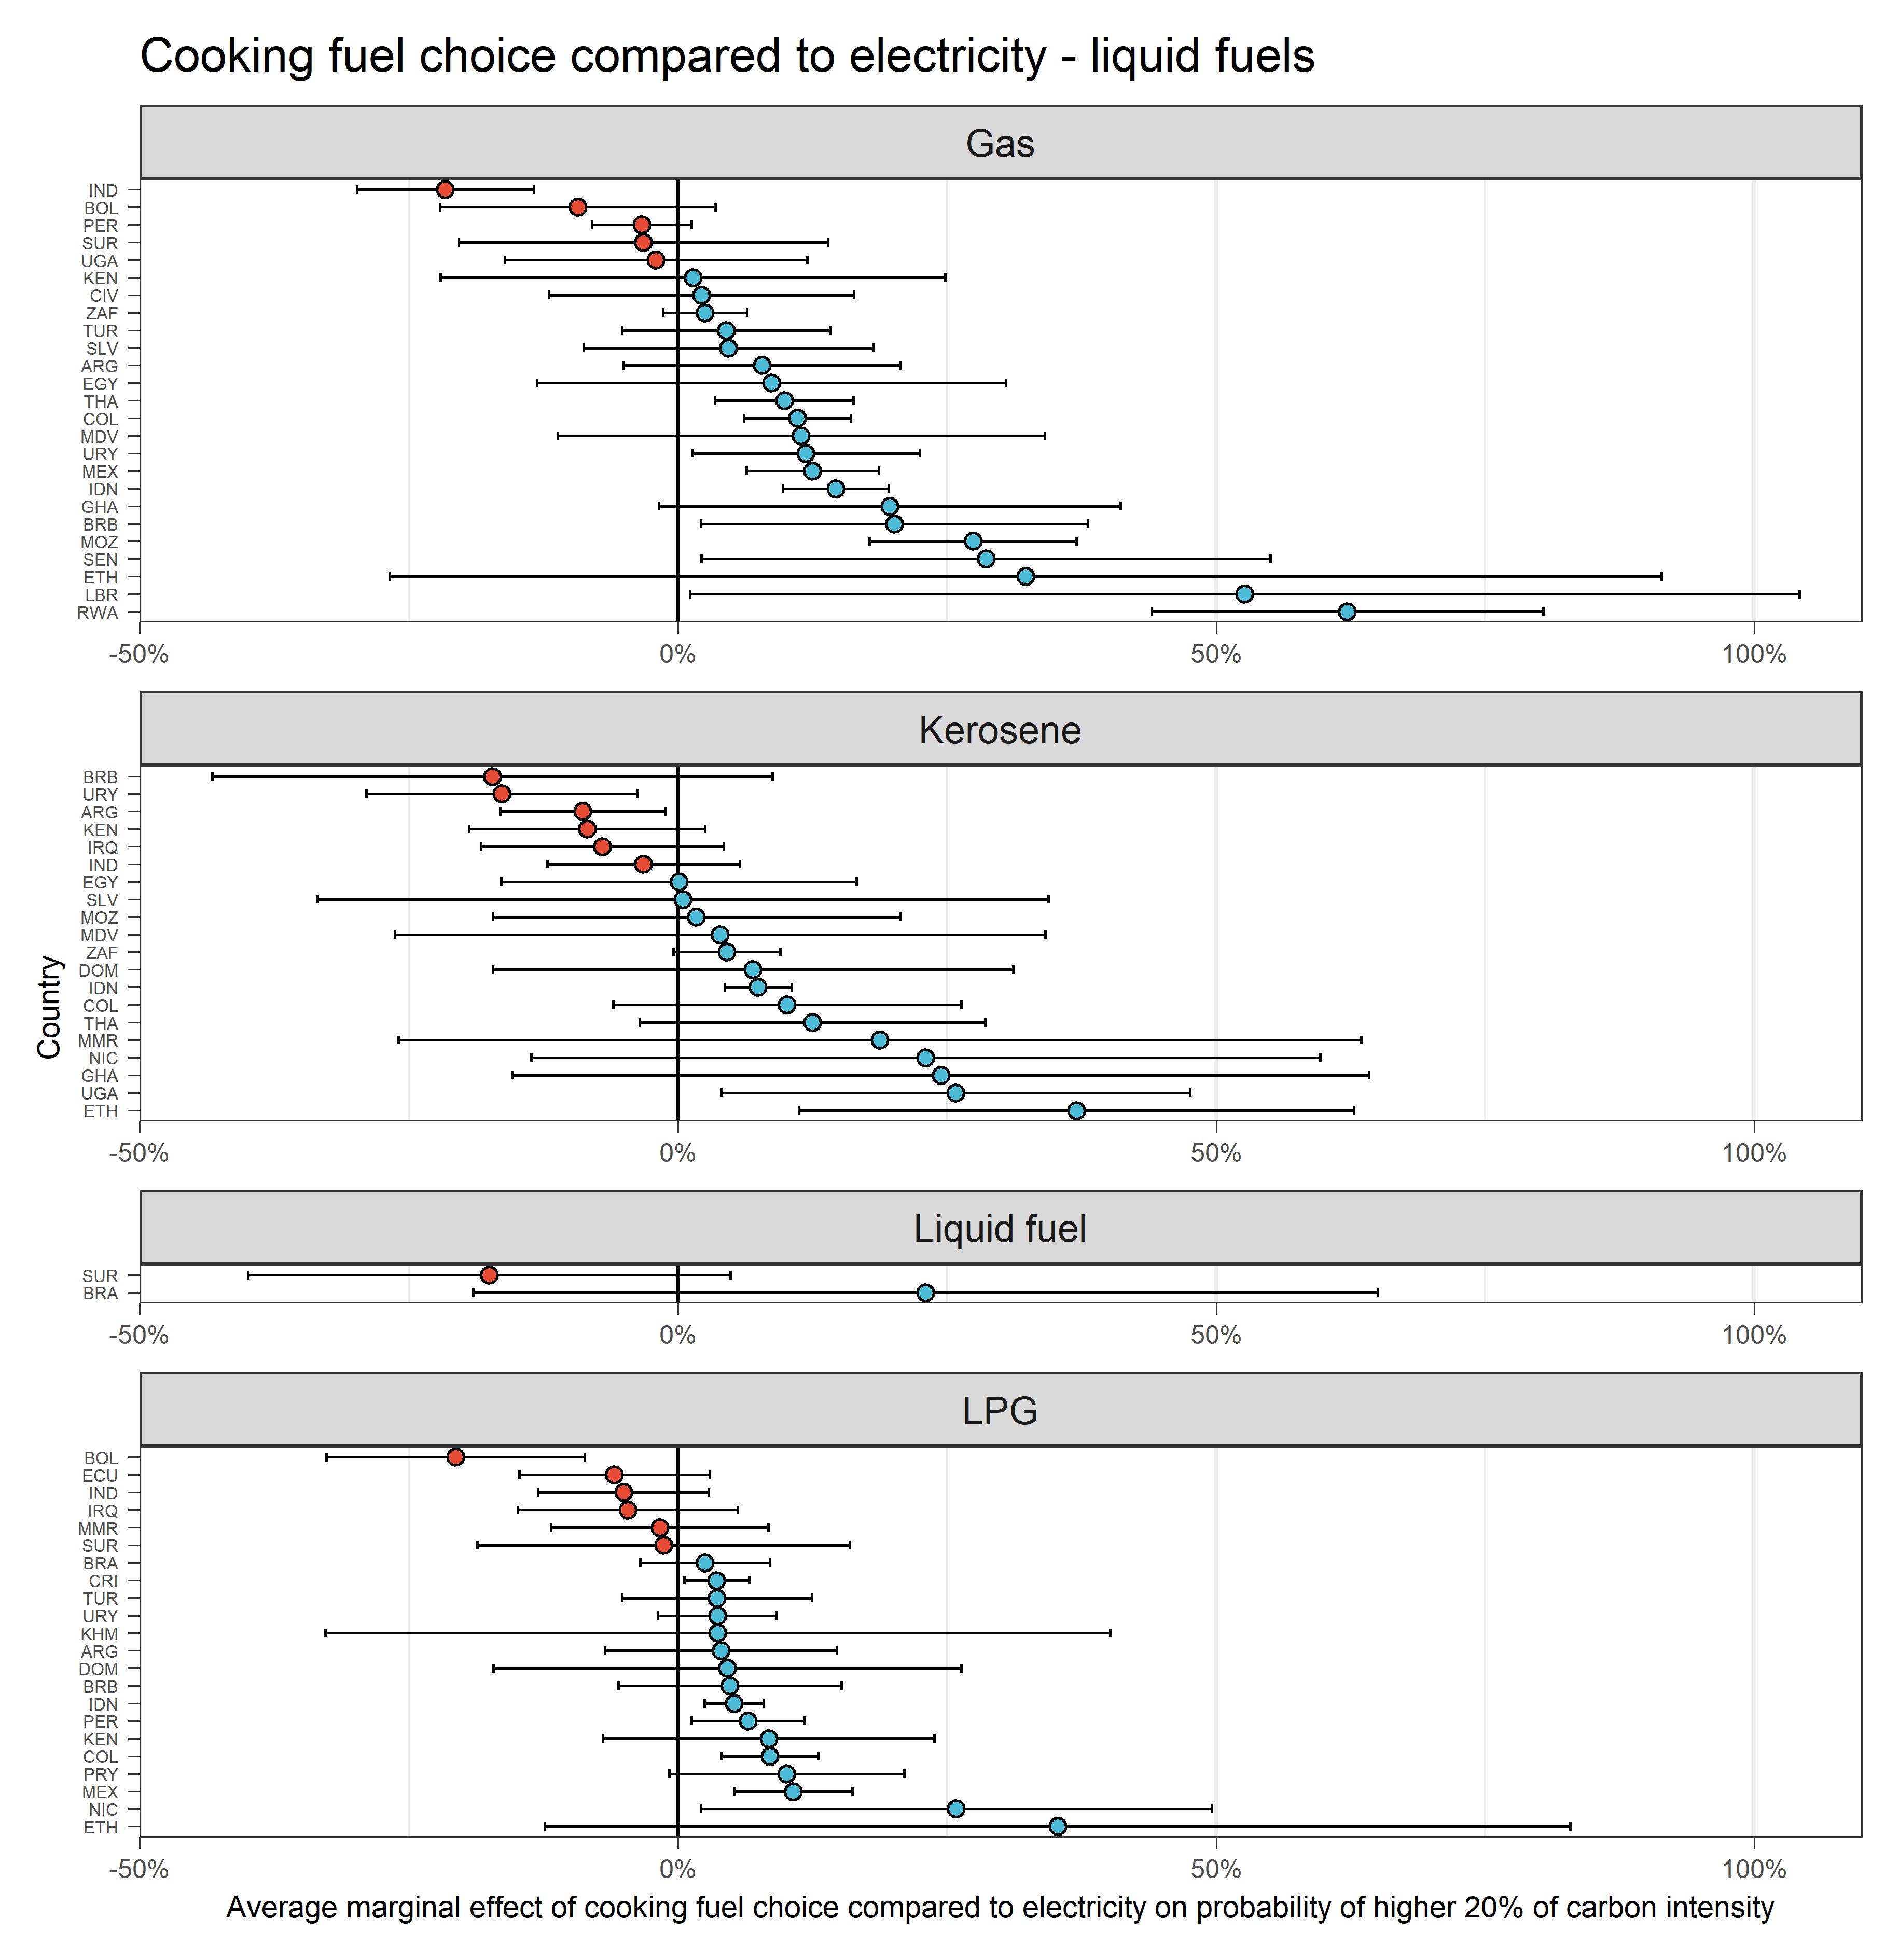 Cooking fuel choice compared to electricity - liquid fuels
Gas
IND
BOL
PER
SUR
UGA
KEN
CIV
ZAF
TUR
SLV
ARG
EGY
THA
COL
MDV
URY
MEX
IDN
GHA
BRB
MOZ
SEN
ETH
LBR
RWA
-50% 0% 50% 100%
Kerosene
BRB
URY
ARG
KEN
IRQ
IND
EGY
SLV
MOZ
MDV
ZAF
DOM
IDN
COL
THA
MMR
NIC
GHA
UGA
ETH
-50% 0% 50% 100%
Country
Liquid fuel
SUR
BRA
-50% 0% 50% 100%
LPG
BOL
ECU
IND
IRQ
MMR
SUR
BRA
CRI
TUR
URY
KHM
ARG
DOM
BRB
IDN
PER
KEN
COL
PRY
MEX
NIC
ETH
-50% 0% 50% 100%
Average marginal effect of cooking fuel choice compared to electricity on probability of higher 20% of carbon intensity